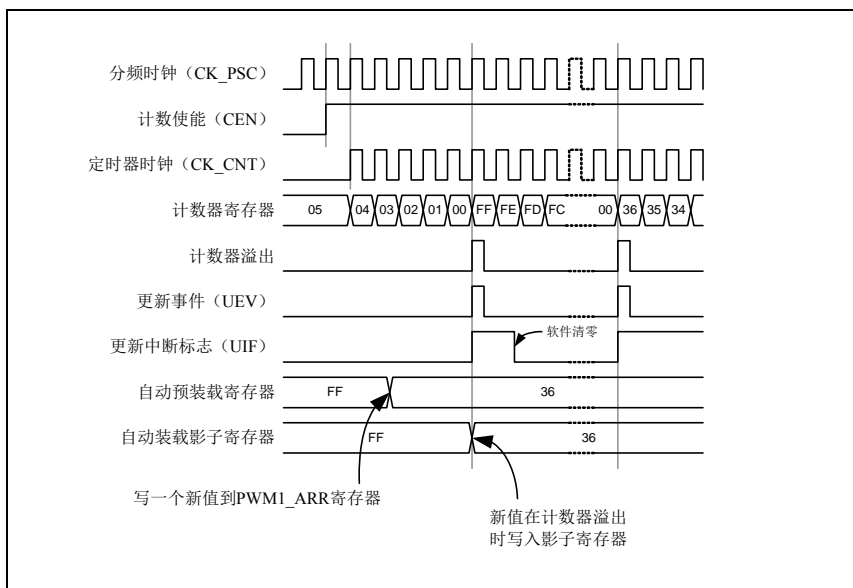 分频时钟（CK_PSC）
计数使能（CEN）
定时器时钟（CK_CNT）
计数器寄存器 05 04 03 02 01 00 FF FE FD FC 00 36 35 34
计数器溢出
更新事件（UEV）
更新中断标志（UIF） 软件清零
自动预装载寄存器 FF 36
自动装载影子寄存器 FF 36
写一个新值到PWM1_ARR寄存器
新值在计数器溢出
时写入影子寄存器